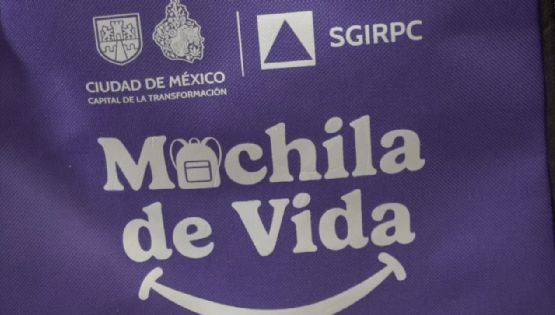 CIUDAD DE MÉXICO
CAPITAL DE LA TRANSFORMACIÓN
SGIRPC
Mochila
de Vida